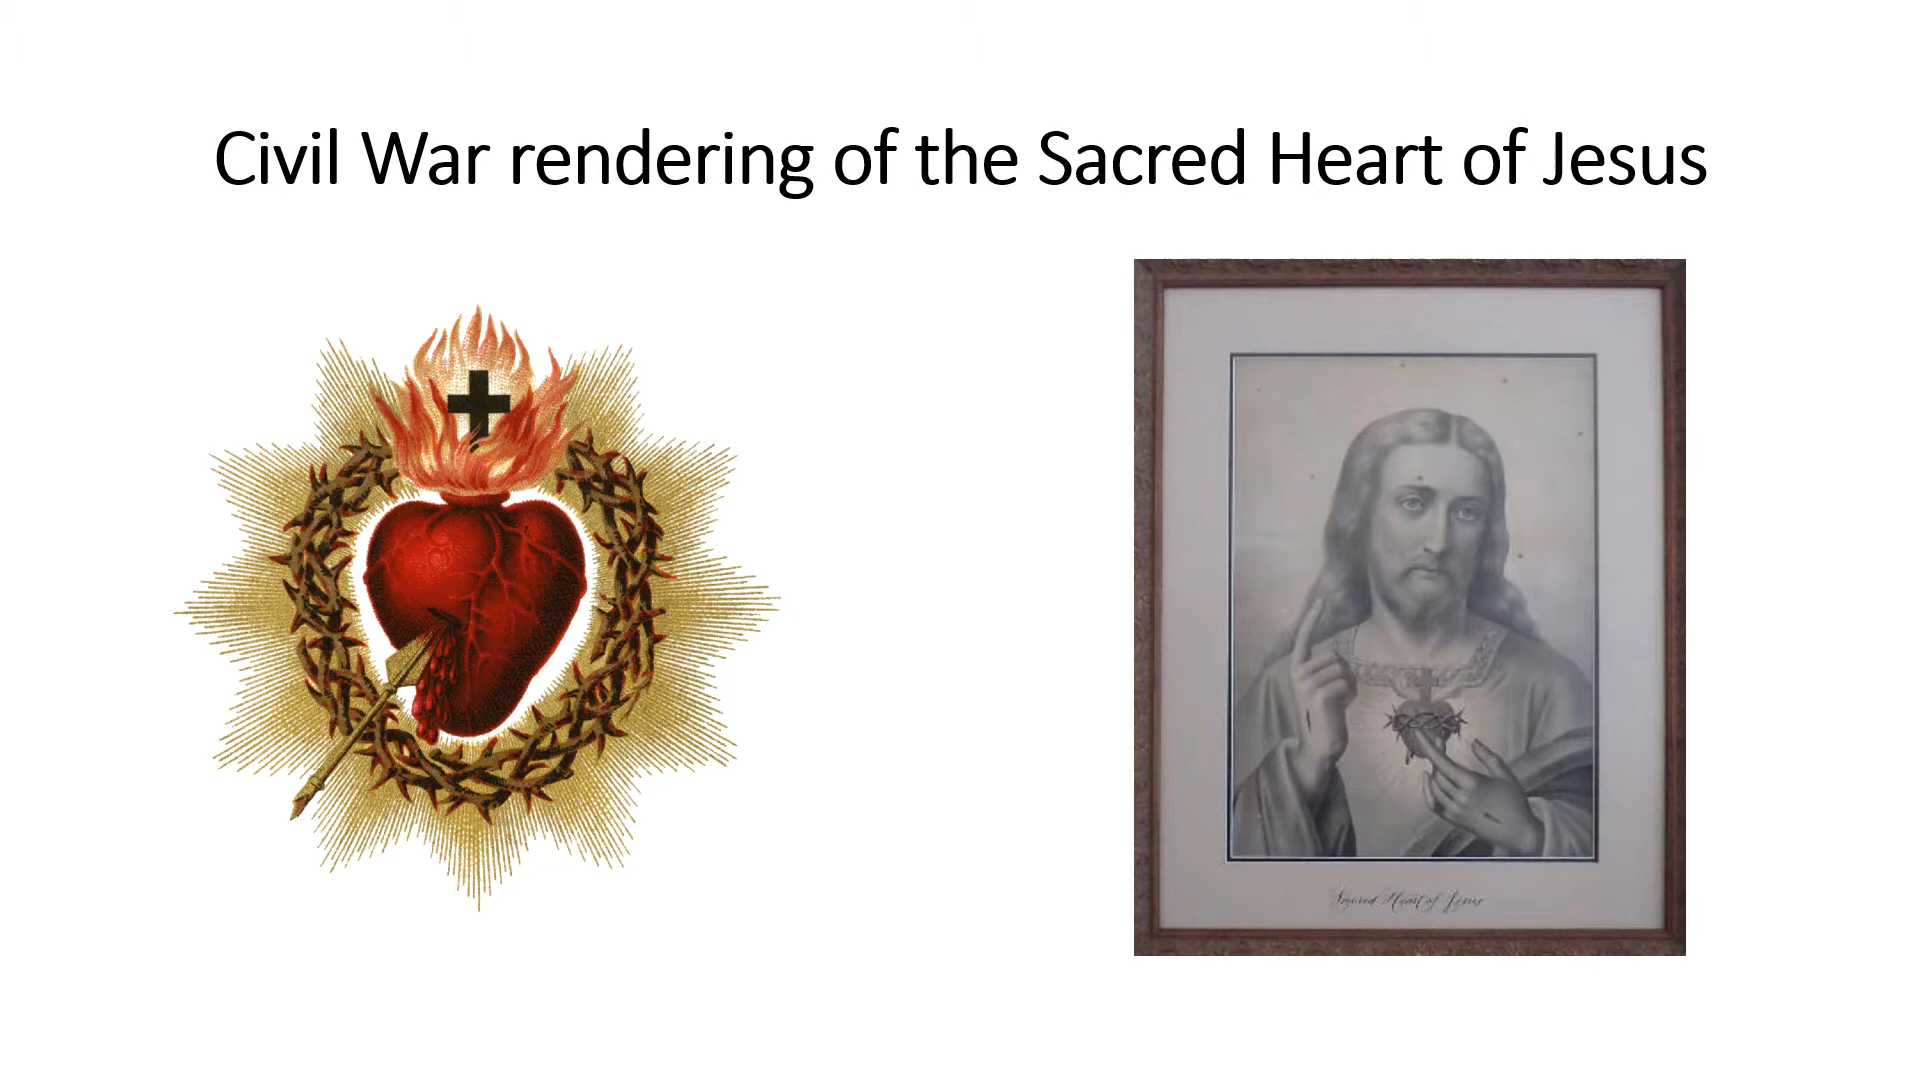 Civil War rendering of the Sacred Heart of Jesus
Sacred Heart of Jesus